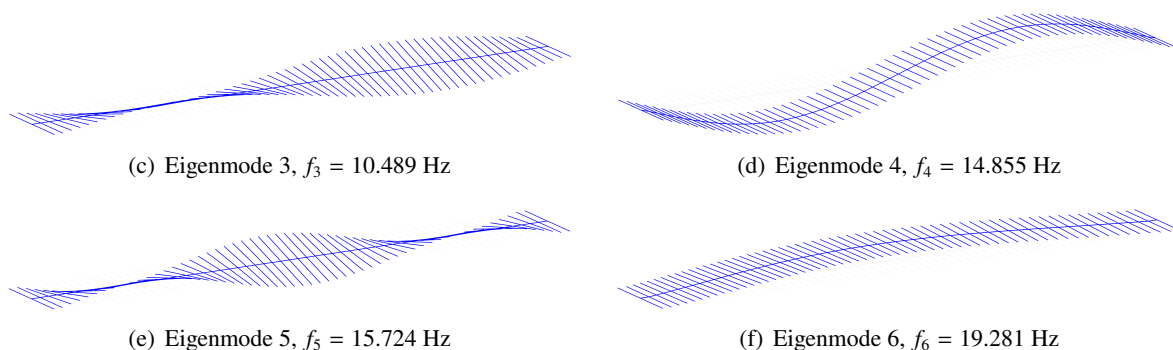 (c) Eigenmode 3, f₃ = 10.489 Hz
(d) Eigenmode 4, f₄ = 14.855 Hz
(e) Eigenmode 5, f₅ = 15.724 Hz
(f) Eigenmode 6, f₆ = 19.281 Hz